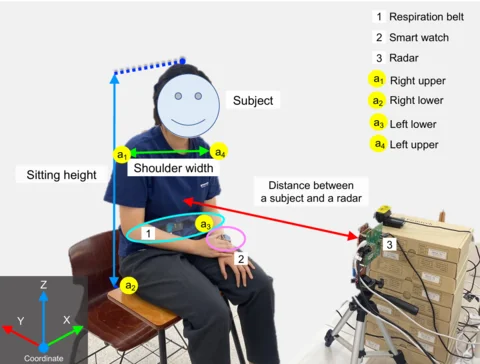 1 Respiration belt
2 Smart watch
3 Radar
a1 Right upper
a2 Right lower
a3 Left lower
a4 Left upper
Subject
a1
a4
Shoulder width
Sitting height
Distance between
a subject and a radar
a3
1
2
3
a2
Z
Y
X
Coordinate